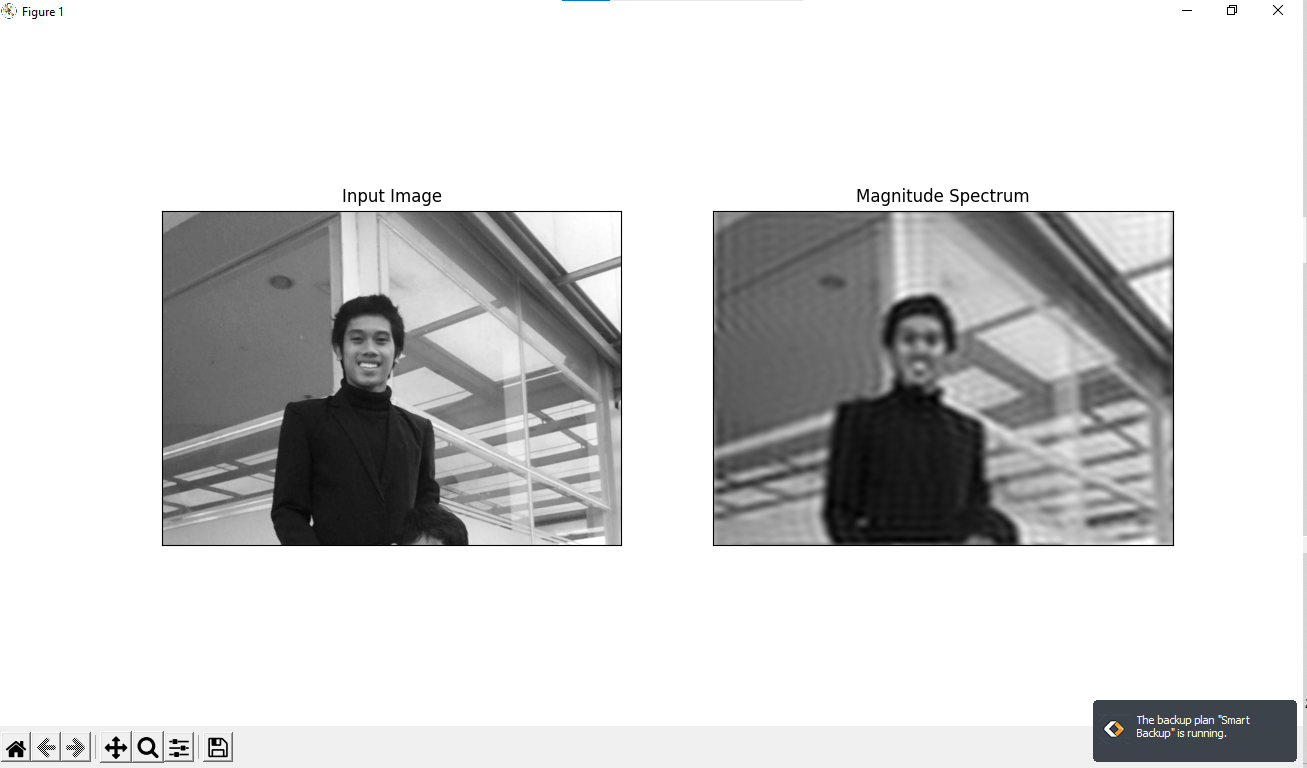 Figure 1
Input Image
Magnitude Spectrum
The backup plan "Smart
Backup" is running.